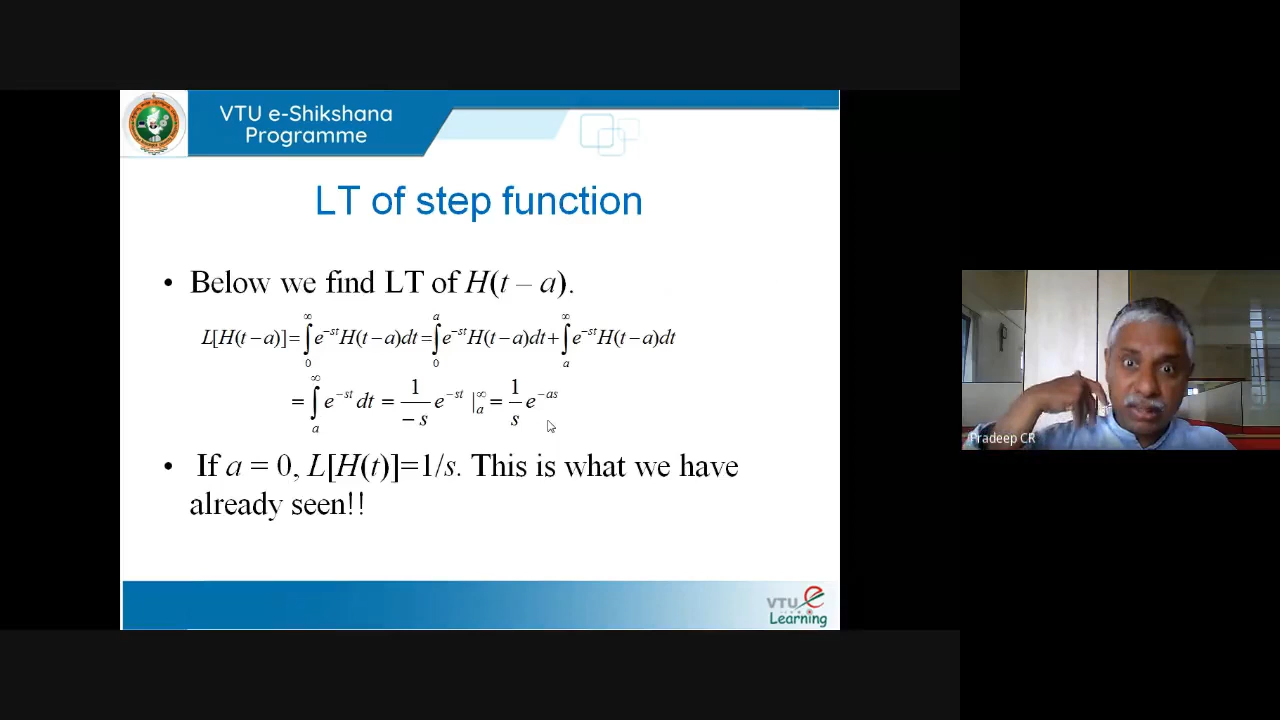 VTU e-Shikshana
Programme
LT of step function
• Below we find LT of H(t – a).
L[H(t−a)]=∫₀^∞ e^{−st}H(t−a)dt=∫₀^a e^{−st}H(t−a)dt+∫ₐ^∞ e^{−st}H(t−a)dt
=∫ₐ^∞ e^{−st} dt = 1/−s e^{−st} |ₐ^∞ = 1/s e^{−as}
• If a = 0, L[H(t)]=1/s. This is what we have
already seen!!
Pradeep CR
VTU e
Learning